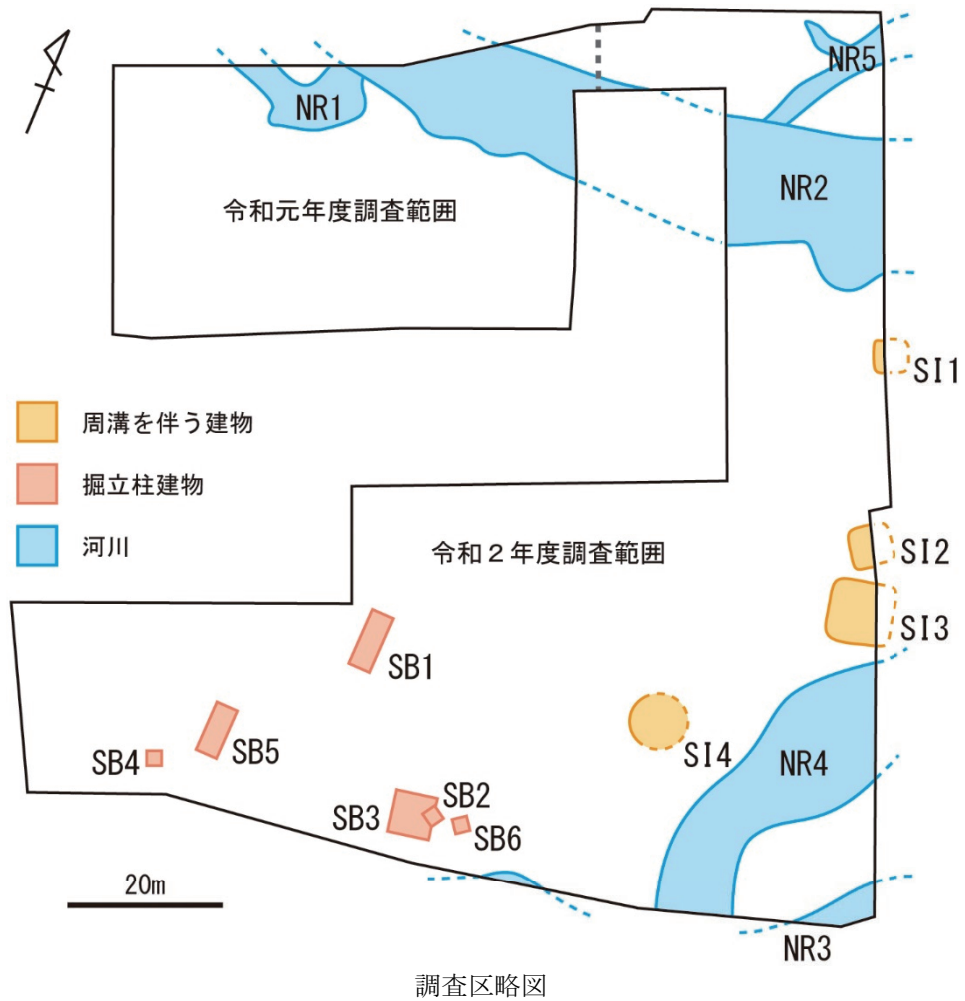 NR1
NR5
NR2
令和元年度調査範囲
SI1
周溝を伴う建物
掘立柱建物
河川
令和2年度調査範囲
SI2
SI3
SB1
SB5
SB4
SI4
NR4
SB2
SB3
SB6
20m
NR3
調査区略図